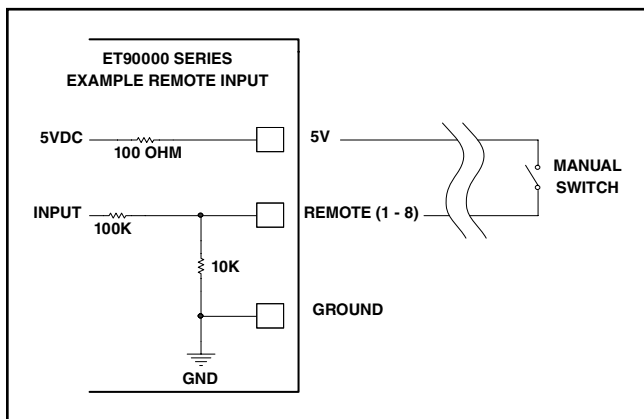 ET90000 SERIES
EXAMPLE REMOTE INPUT
5VDC
100 OHM
5V
MANUAL
SWITCH
INPUT
100K
REMOTE (1 - 8)
10K
GROUND
GND